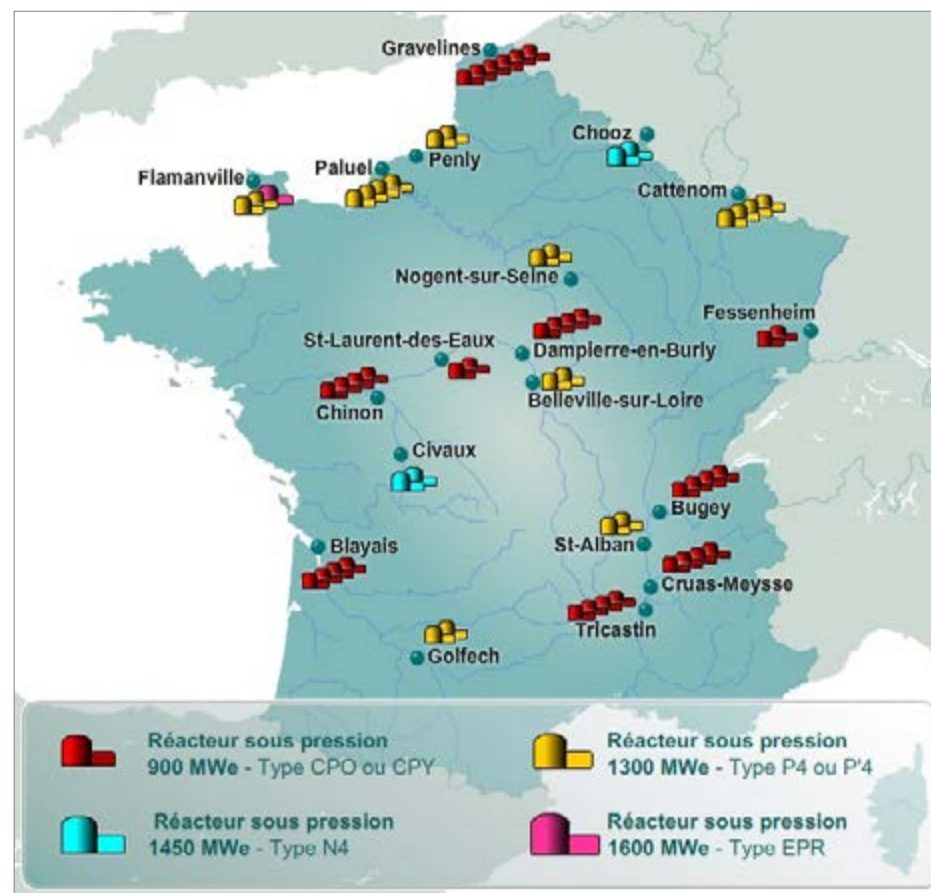 Gravelines
Chooz
Penly
Paluel
Flamanville
Cattenom
Nogent-sur-Seine
Fessenheim
St-Laurent-des-Eaux
Dampierre-en-Burly
Belleville-sur-Loire
Chinon
Civaux
Bugey
St-Alban
Blayais
Cruas-Meysse
Tricastin
Golfech
Réacteur sous pression
900 MWe - Type CPO ou CPY
Réacteur sous pression
1300 MWe - Type P4 ou P'4
Réacteur sous pression
1450 MWe - Type N4
Réacteur sous pression
1600 MWe - Type EPR